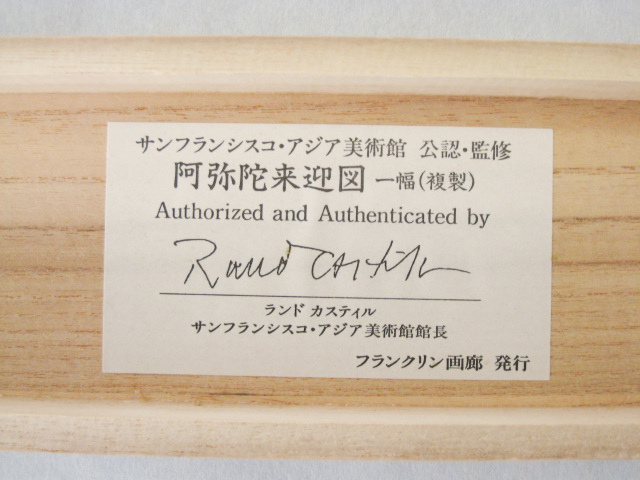 サンフランシスコ・アジア美術館 公認・監修
阿弥陀来迎図 一幅(複製)
Authorized and Authenticated by
Rand Castile
ランド カスティル
サンフランシスコ・アジア美術館館長
フランクリン画廊 発行